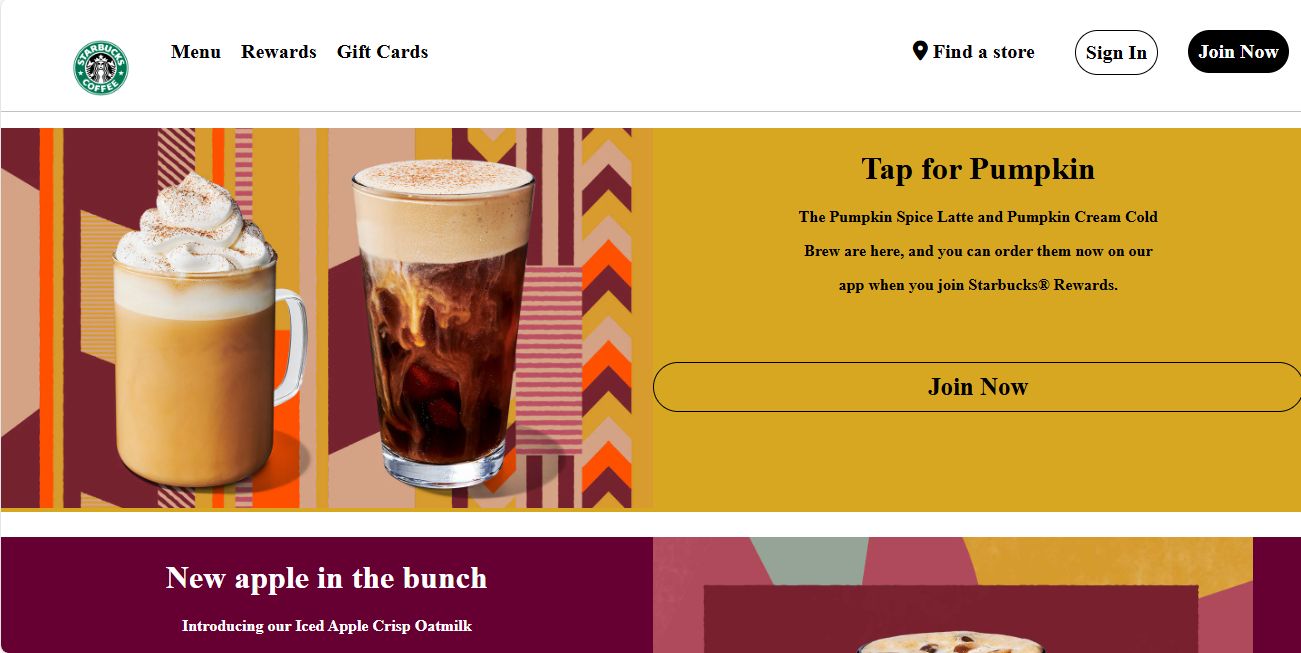 STARBUCKS
COFFEE
Menu Rewards Gift Cards
Find a store Sign In Join Now
Tap for Pumpkin
The Pumpkin Spice Latte and Pumpkin Cream Cold
Brew are here, and you can order them now on our
app when you join Starbucks® Rewards.
Join Now
New apple in the bunch
Introducing our Iced Apple Crisp Oatmilk